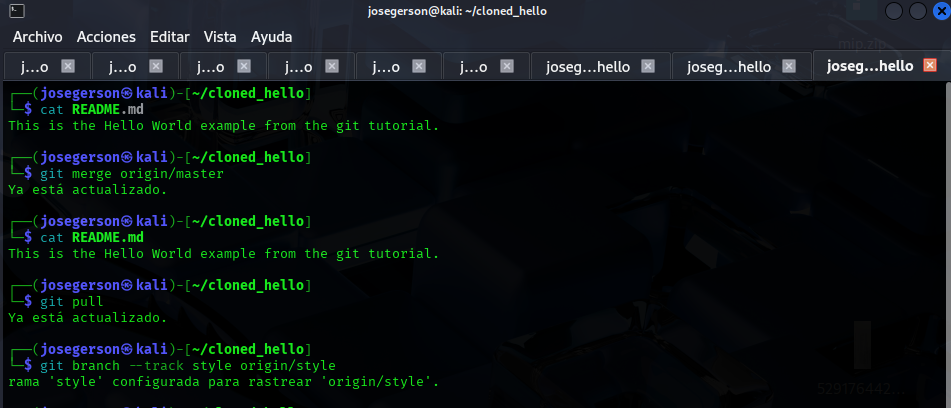 josegerson@kali: ~/cloned_hello
Archivo Acciones Editar Vista Ayuda
mip.zip
j...o j...o j...o j...o j...o j...o joseg...hello joseg...hello joseg...hello
┌──(josegerson㉿kali)-[~/cloned_hello]
└─$ cat README.md
This is the Hello World example from the git tutorial.
┌──(josegerson㉿kali)-[~/cloned_hello]
└─$ git merge origin/master
Ya está actualizado.
┌──(josegerson㉿kali)-[~/cloned_hello]
└─$ cat README.md
This is the Hello World example from the git tutorial.
┌──(josegerson㉿kali)-[~/cloned_hello]
└─$ git pull
Ya está actualizado.
┌──(josegerson㉿kali)-[~/cloned_hello]
└─$ git branch --track style origin/style
rama 'style' configurada para rastrear 'origin/style'.
529176442...